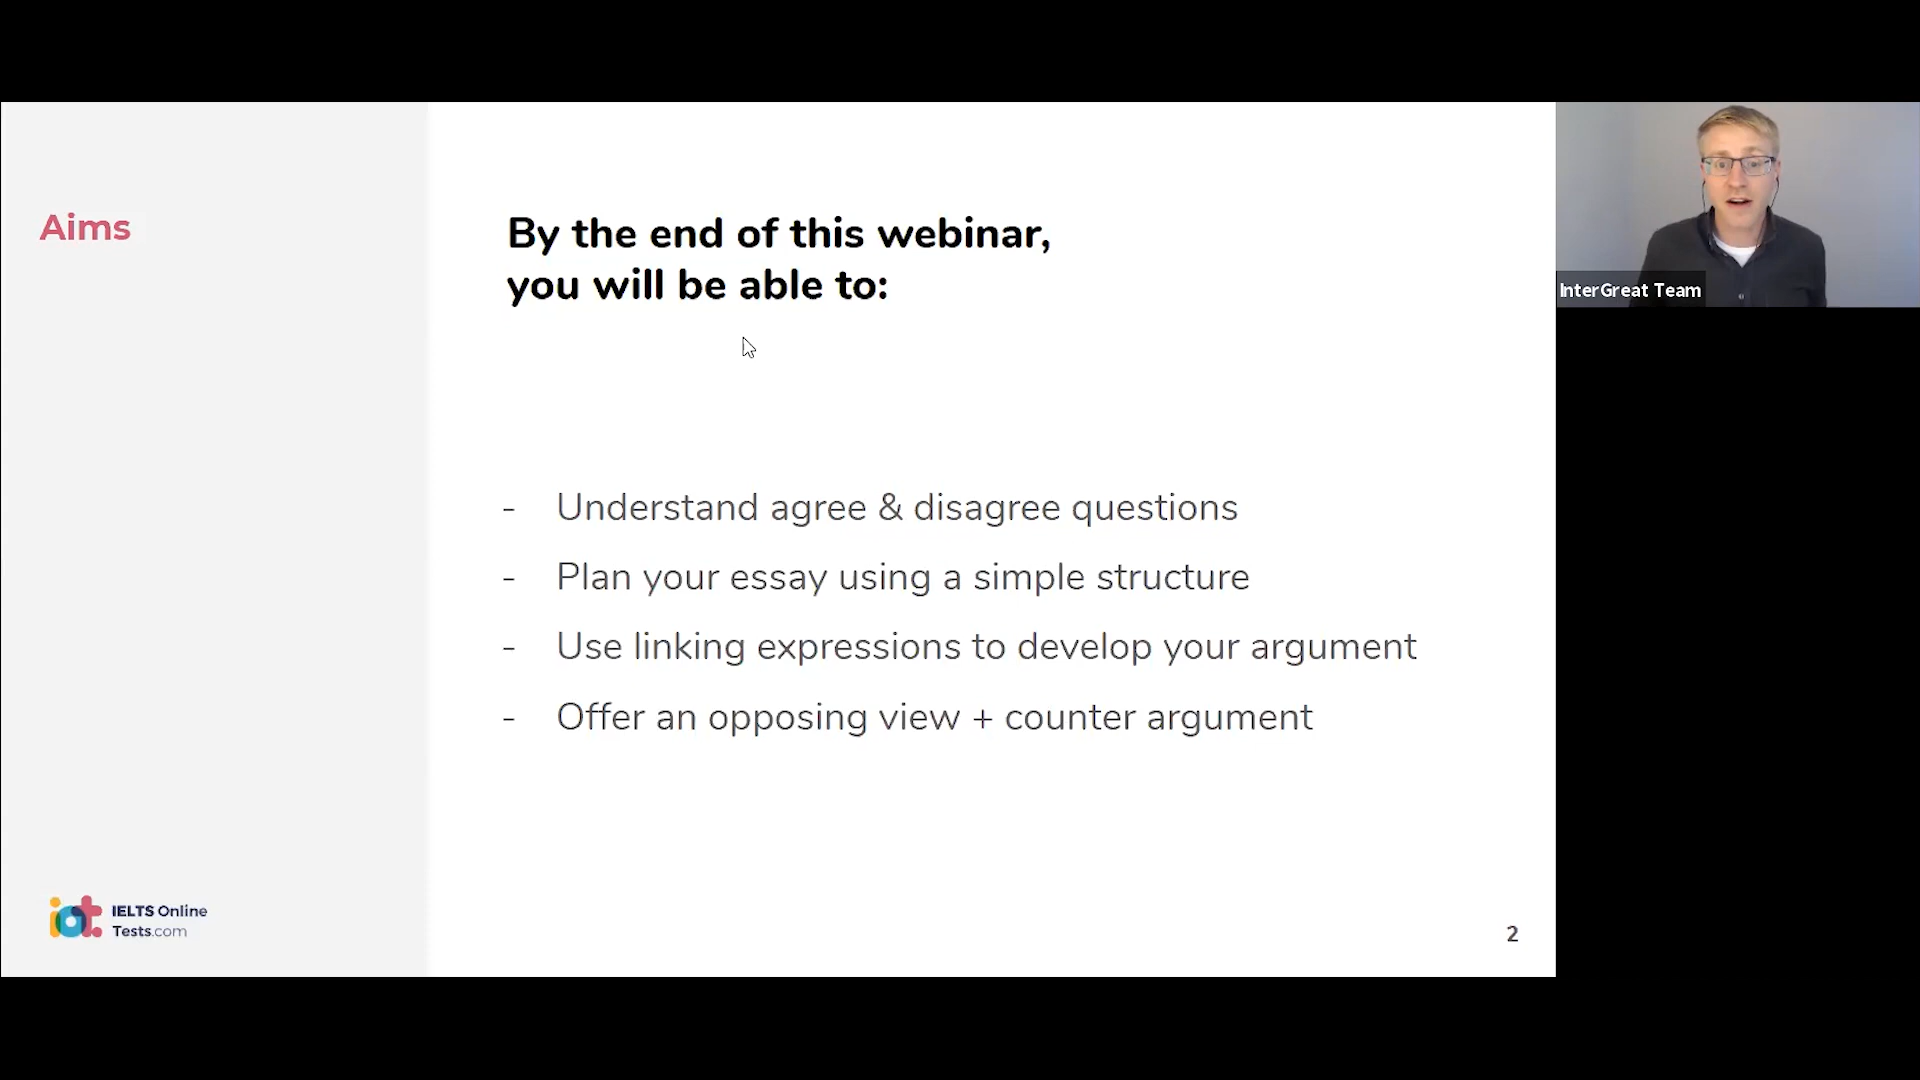 Aims
By the end of this webinar,
you will be able to:
- Understand agree & disagree questions
- Plan your essay using a simple structure
- Use linking expressions to develop your argument
- Offer an opposing view + counter argument
iot IELTS Online
Tests.com
2
InterGreat Team